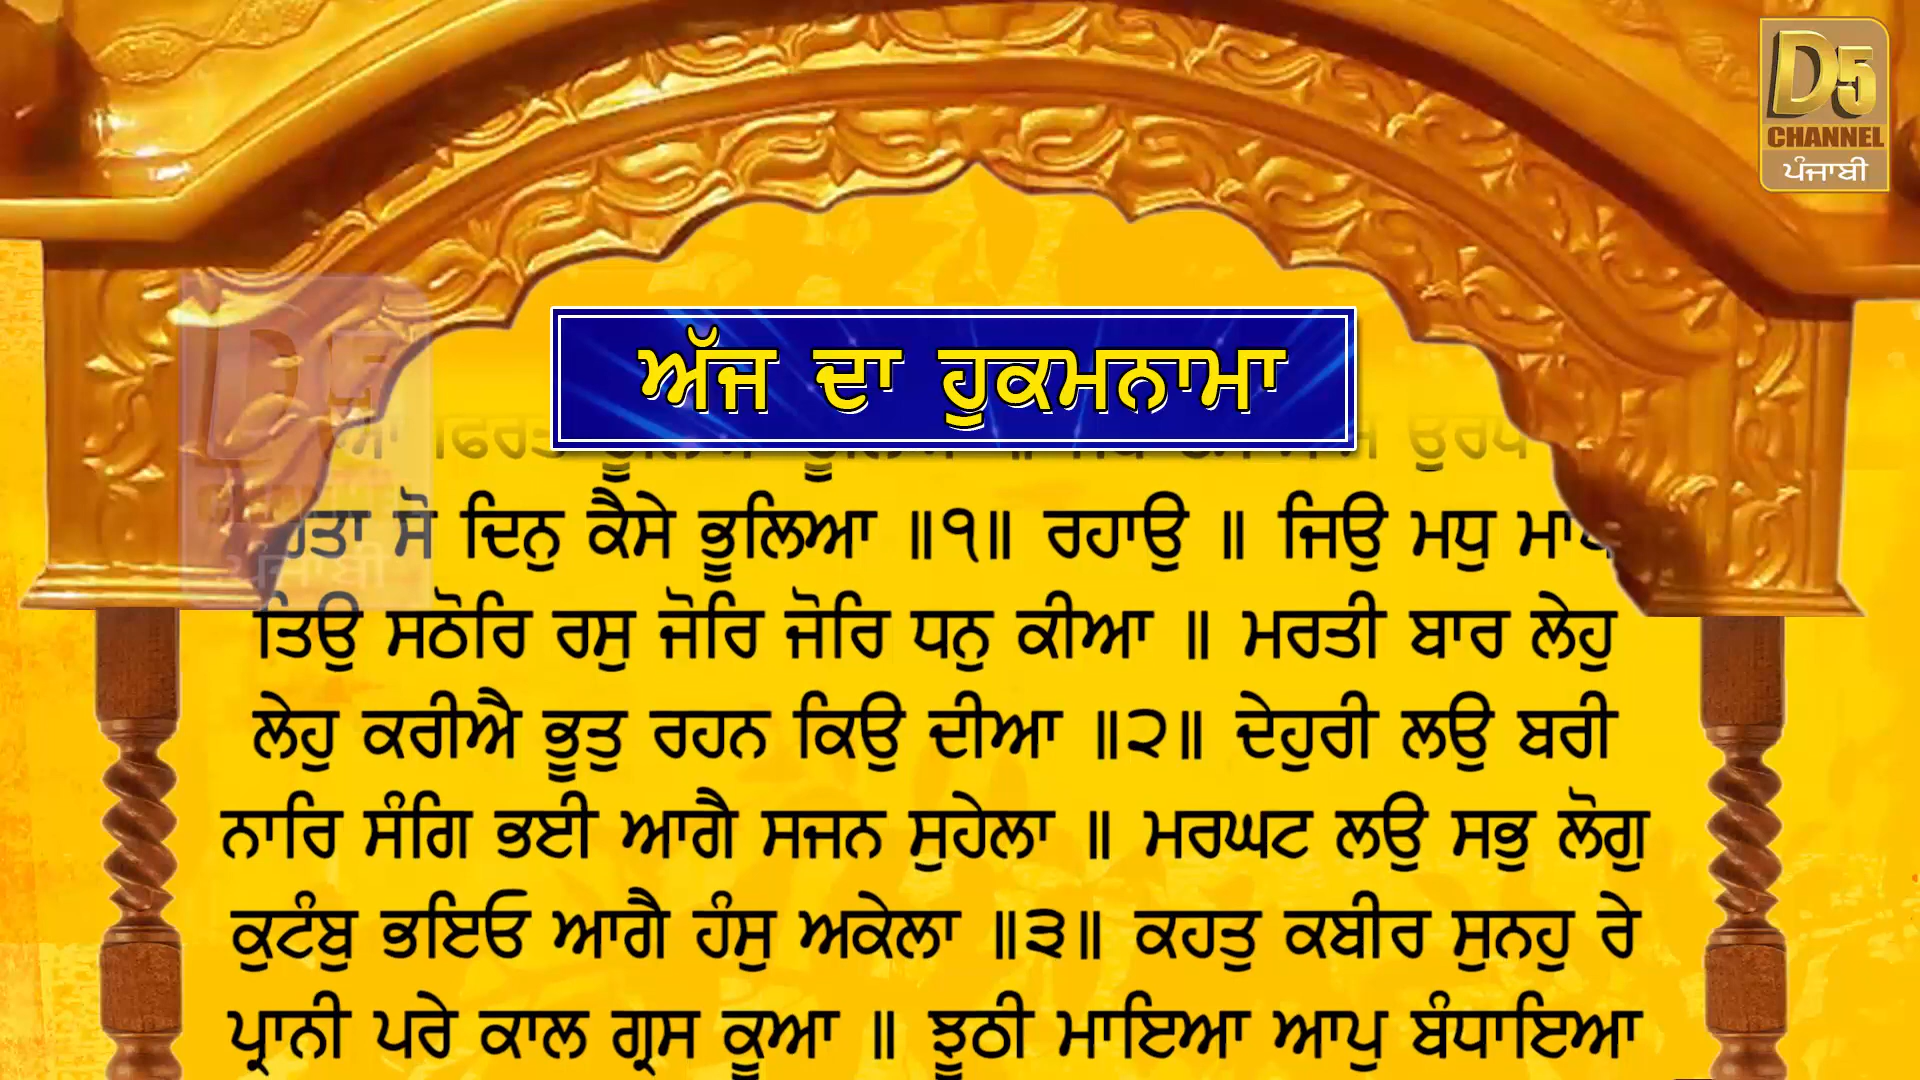 D5
CHANNEL
ਪੰਜਾਬੀ
ਅੱਜ ਦਾ ਹੁਕਮਨਾਮਾ
ਸੋ ਦਿਨੁ ਕੈਸੇ ਭੂਲਿਆ ॥੧॥ ਰਹਾਉ ॥ ਜਿਉ ਮਧੁ
ਤਿਉ ਸਠੋਰਿ ਰਸੁ ਜੋਰਿ ਜੋਰਿ ਧਨੁ ਕੀਆ ॥ ਮਰਤੀ ਬਾਰ ਲੇਹੁ
ਲੇਹੁ ਕਰੀਐ ਭੂਤੁ ਰਹਨ ਕਿਉ ਦੀਆ ॥੨॥ ਦੇਹੁਰੀ ਲਉ ਬਰੀ
ਨਾਰਿ ਸੰਗਿ ਭਈ ਆਗੈ ਸਜਨ ਸੁਹੇਲਾ ॥ ਮਰਘਟ ਲਉ ਸਭੁ ਲੋਗੁ
ਕੁਟੰਬੁ ਭਇਓ ਆਗੈ ਹੰਸੁ ਅਕੇਲਾ ॥੩॥ ਕਹਤੁ ਕਬੀਰ ਸੁਨਹੁ ਰੇ
ਪ੍ਰਾਨੀ ਪਰੇ ਕਾਲ ਗ੍ਰਸ ਕੂਆ ॥ ਝੂਠੀ ਮਾਇਆ ਆਪੁ ਬੰਧਾਇਆ